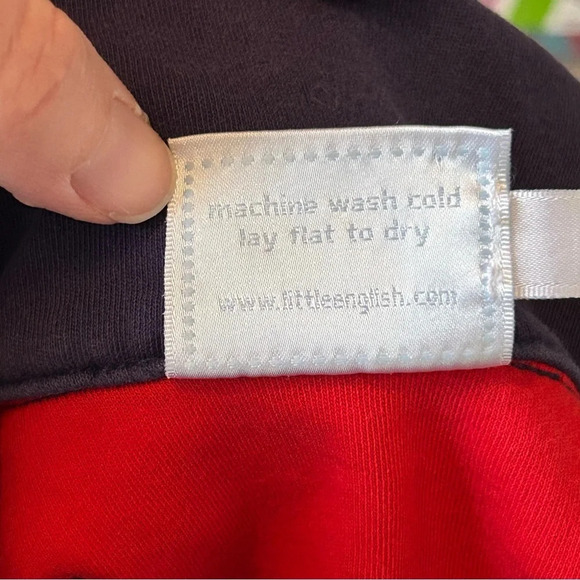 machine wash cold
lay flat to dry
www.littleenglish.com